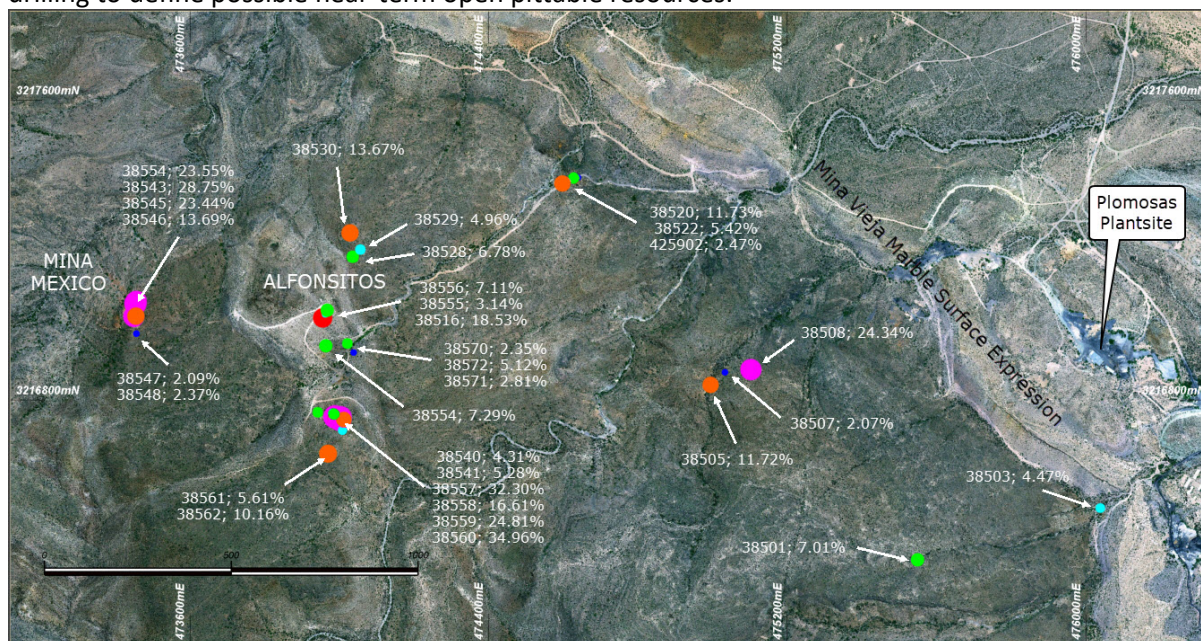 drilling to define possible near-term open pittable resources.
473600mE
474400mE
475200mE
476000mE
3217600mN
3217600mN
38554; 23.55%
38543; 28.75%
38545; 23.44%
38546; 13.69%
38530; 13.67%
38529; 4.96%
38528; 6.78%
38520; 11.73%
38522; 5.42%
425902; 2.47%
Mina Vieja Marble Surface Expression
Plomosas
Plantsite
MINA
MEXICO
ALFONSITOS
38556; 7.11%
38555; 3.14%
38516; 18.53%
38570; 2.35%
38572; 5.12%
38571; 2.81%
38508; 24.34%
38547; 2.09%
38548; 2.37%
3216800mN
3216800mN
38554; 7.29%
38507; 2.07%
38505; 11.72%
38540; 4.31%
38541; 5.28%
38557; 32.30%
38558; 16.61%
38559; 24.81%
38560; 34.96%
38561; 5.61%
38562; 10.16%
38503; 4.47%
38501; 7.01%
0
500
1000
473600mE
474400mE
475200mE
476000mE